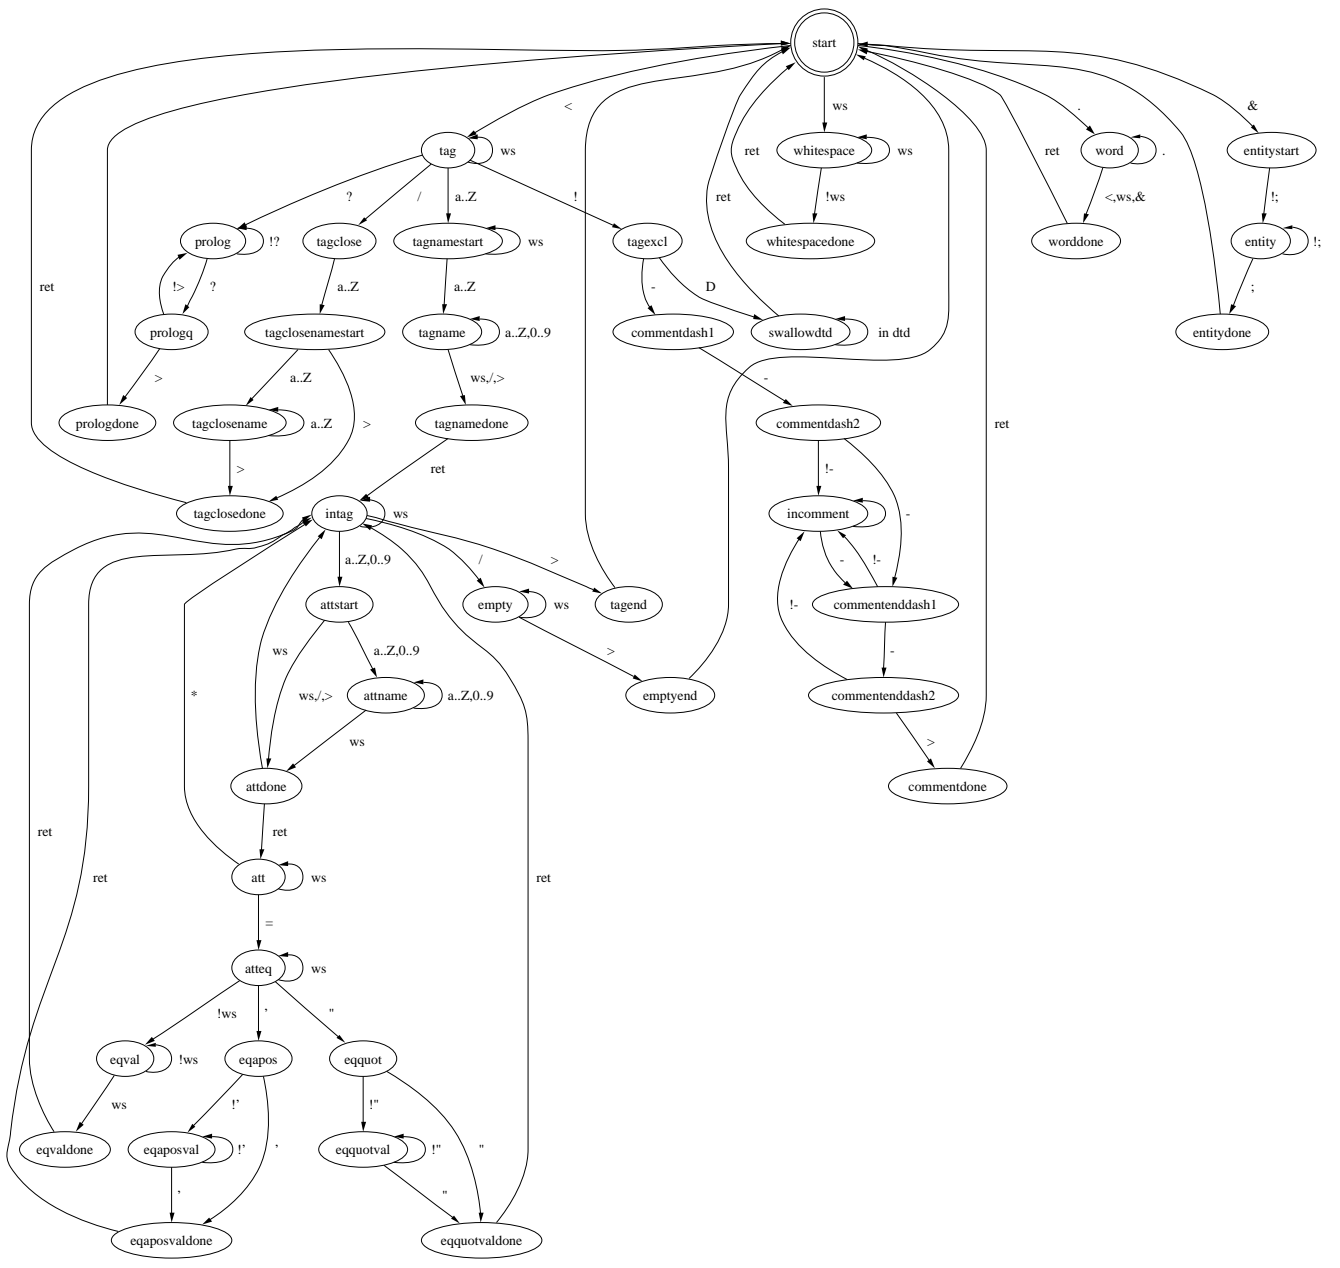 start
< ws . &
tag ws whitespace ws word . entitystart
ret
ret
? / a..Z ! ret !ws <,ws,& !;
prolog !? tagclose tagnamestart ws tagexcl whitespacedone worddone entity !;
ret !> ? a..Z a..Z - D ;
prologq tagclosenamestart tagname a..Z,0..9 commentdash1 swallowdtd in dtd entitydone
> a..Z ws,/,> -
prologdone tagclosename a..Z > tagnamedone commentdash2 ret
> ret !-
tagclosedone intag ws incomment -
a..Z,0..9 / > - !-
attstart empty ws tagend !- commentenddash1
ws a..Z,0..9 > -
* ws,/,> attname a..Z,0..9 emptyend commentenddash2
ws >
attdone commentdone
ret ret
ret att ws ret
=
atteq ws
!ws ' "
eqval !ws eqapos eqquot
ws !' !"
eqvaldone eqaposval !' ' eqquotval !" "
' "
eqaposvaldone eqquotvaldone